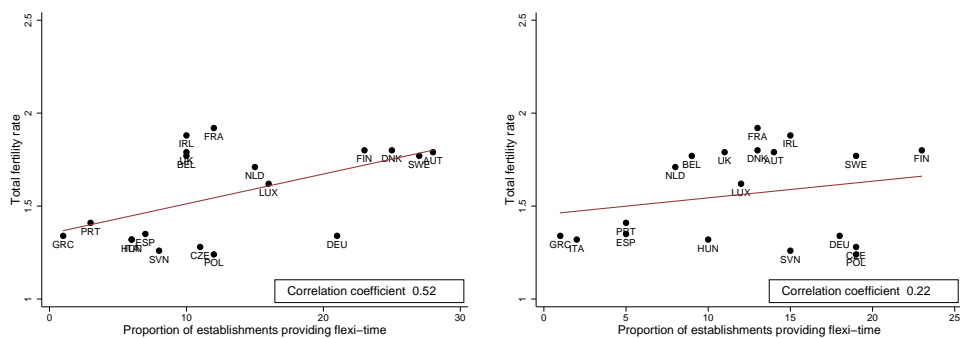 Total fertility rate
2.5
2
1.5
1
FRA
IRL
UK
BEL
NLD
LUX
FIN
DNK
SWE
AUT
PRT
GRC
ESP
SVN
CZE
POL
DEU
Correlation coefficient 0.52
0
10
20
30
Proportion of establishments providing flexi−time
Total fertility rate
2.5
2
1.5
1
FRA
IRL
DNK
AUT
UK
BEL
NLD
LUX
SWE
FIN
PRT
ESP
GRC
ITA
HUN
SVN
DEU
CZE
POL
Correlation coefficient 0.22
0
5
10
15
20
25
Proportion of establishments providing flexi−time